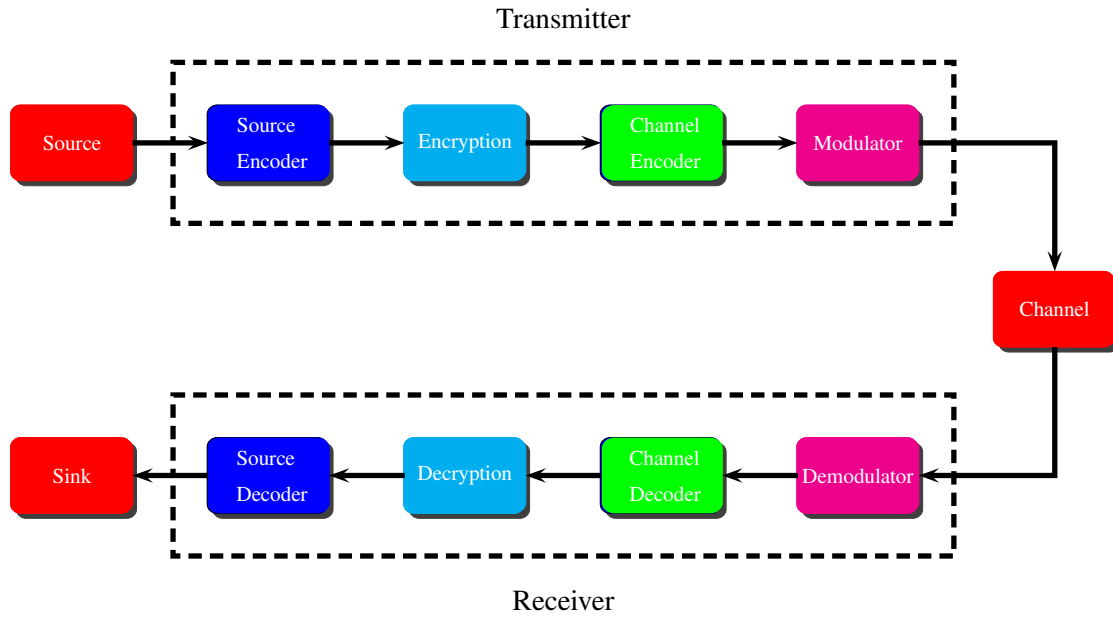 Transmitter
Source
Source
Encoder
Encryption
Channel
Encoder
Modulator
Channel
Sink
Source
Decoder
Decryption
Channel
Decoder
Demodulator
Receiver